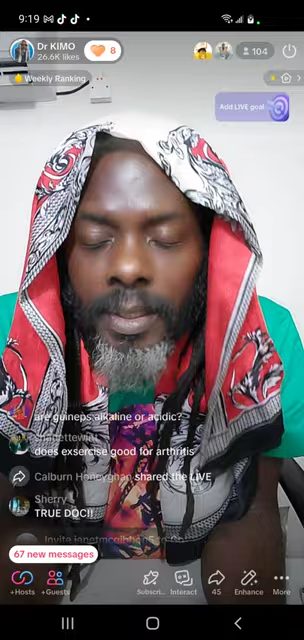 9:19
Dr KIMO
26.6K likes
8
104
Weekly Ranking
Add LIVE goal
are guineps alkaline or acidic?
does exsercise good for arthritis
Calburn Honeyghan shared the LIVE
Sherry
TRUE DOC!!
67 new messages
+Hosts
+Guests
Subscri...
Interact
45
Enhance
More